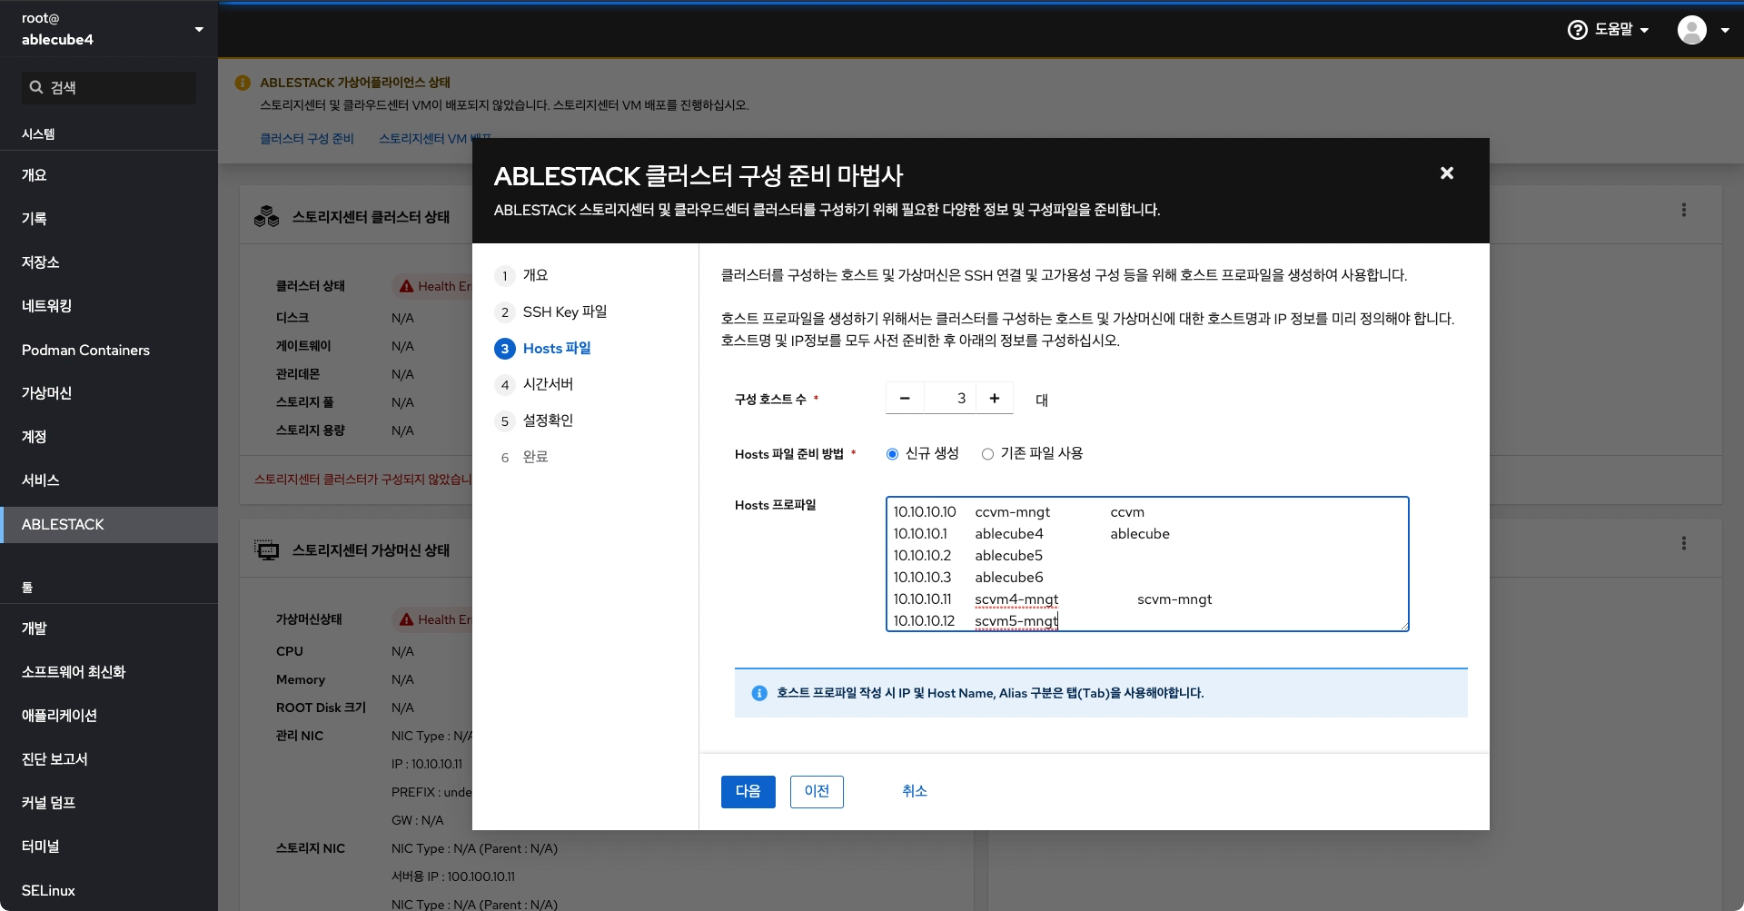 root@
ablecube4
검색
시스템
개요
기록
저장소
네트워킹
Podman Containers
가상머신
계정
서비스
ABLESTACK
툴
개발
소프트웨어 최신화
애플리케이션
진단 보고서
커널 덤프
터미널
SELinux
도움말
ABLESTACK 가상어플라이언스 상태
스토리지센터 및 클라우드센터 VM이 배포되지 않았습니다. 스토리지센터 VM 배포를 진행하십시오.
클러스터 구성 준비 스토리지센터 VM 배포
스토리지센터 클러스터 상태
클러스터 상태 Health Er
디스크 N/A
게이트웨이 N/A
관리데몬 N/A
스토리지 풀 N/A
스토리지 용량 N/A
스토리지센터 클러스터가 구성되지 않았습니
스토리지센터 가상머신 상태
가상머신상태 Health Er
CPU N/A
Memory N/A
ROOT Disk 크기 N/A
관리 NIC NIC Type : N/A
IP : 10.10.10.11
PREFIX : unde
GW : N/A
스토리지 NIC NIC Type : N/A (Parent : N/A)
서버용 IP : 100.100.10.11
NIC Type : N/A (Parent : N/A)
ABLESTACK 클러스터 구성 준비 마법사
ABLESTACK 스토리지센터 및 클라우드센터 클러스터를 구성하기 위해 필요한 다양한 정보 및 구성파일을 준비합니다.
1 개요
2 SSH Key 파일
3 Hosts 파일
4 시간서버
5 설정확인
6 완료
클러스터를 구성하는 호스트 및 가상머신은 SSH 연결 및 고가용성 구성 등을 위해 호스트 프로파일을 생성하여 사용합니다.
호스트 프로파일을 생성하기 위해서는 클러스터를 구성하는 호스트 및 가상머신에 대한 호스트명과 IP 정보를 미리 정의해야 합니다.
호스트명 및 IP정보를 모두 사전 준비한 후 아래의 정보를 구성하십시오.
구성 호스트 수 * − 3 + 대
Hosts 파일 준비 방법 * 신규 생성 기존 파일 사용
Hosts 프로파일
10.10.10.10 ccvm-mngt ccvm
10.10.10.1 ablecube4 ablecube
10.10.10.2 ablecube5
10.10.10.3 ablecube6
10.10.10.11 scvm4-mngt scvm-mngt
10.10.10.12 scvm5-mngt
호스트 프로파일 작성 시 IP 및 Host Name, Alias 구분은 탭(Tab)을 사용해야합니다.
다음 이전 취소